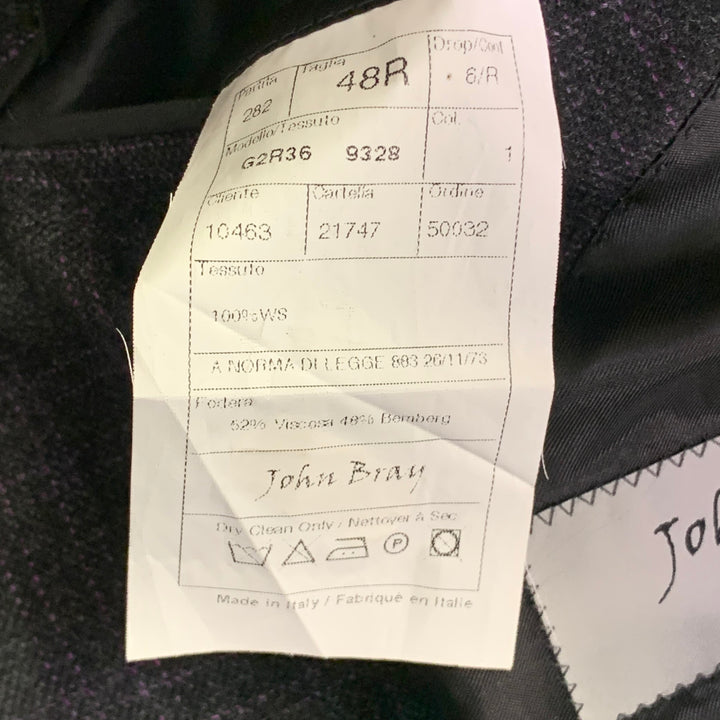 Partita Taglia Drop/Conf
282 48R 6/R
Modello/Tessuto Col.
G2R36 9328 1
Cliente Cartella Ordine
10463 21747 50032
Tessuto
100%WS
A NORMA DI LEGGE 883 26/11/73
Fodera
52% Viscosa 48% Bemberg
John Bray
Dry Clean Only / Nettoyer à Sec
P
Made in Italy / Fabriqué en Italie
Jo